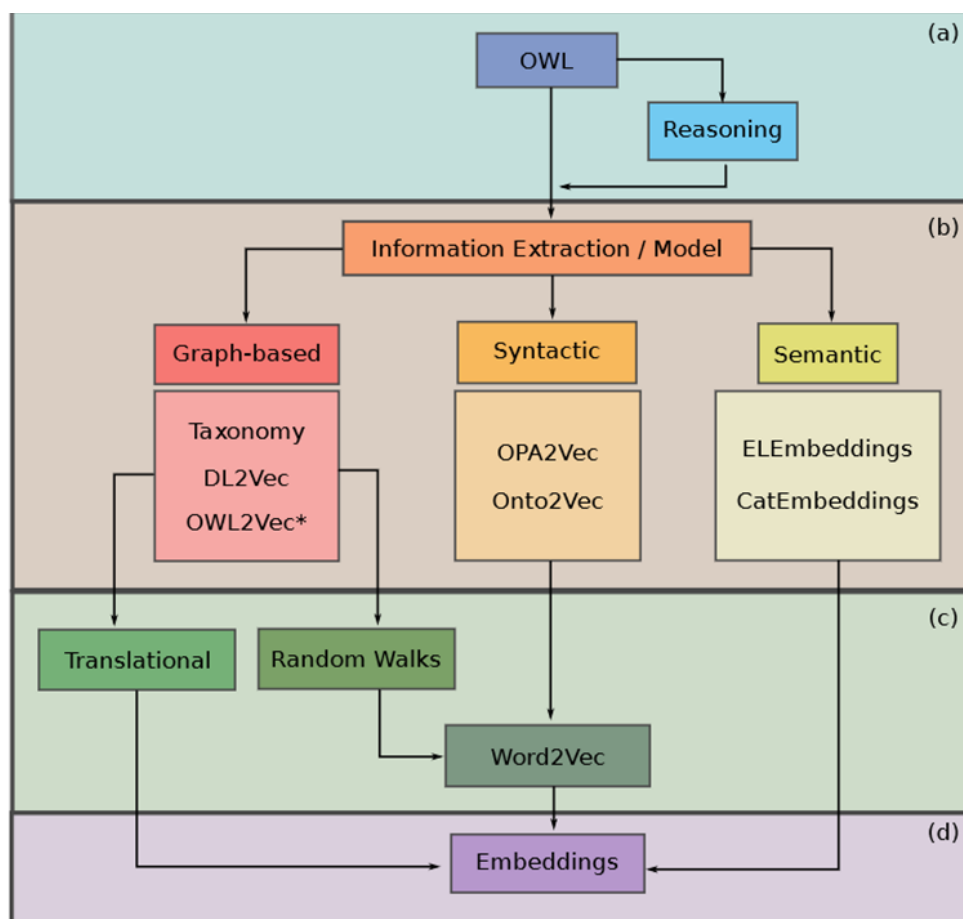 (a)
OWL
Reasoning
(b)
Information Extraction / Model
Graph-based
Syntactic
Semantic
Taxonomy
DL2Vec
OWL2Vec*
OPA2Vec
Onto2Vec
ELEmbeddings
CatEmbeddings
(c)
Translational
Random Walks
Word2Vec
(d)
Embeddings